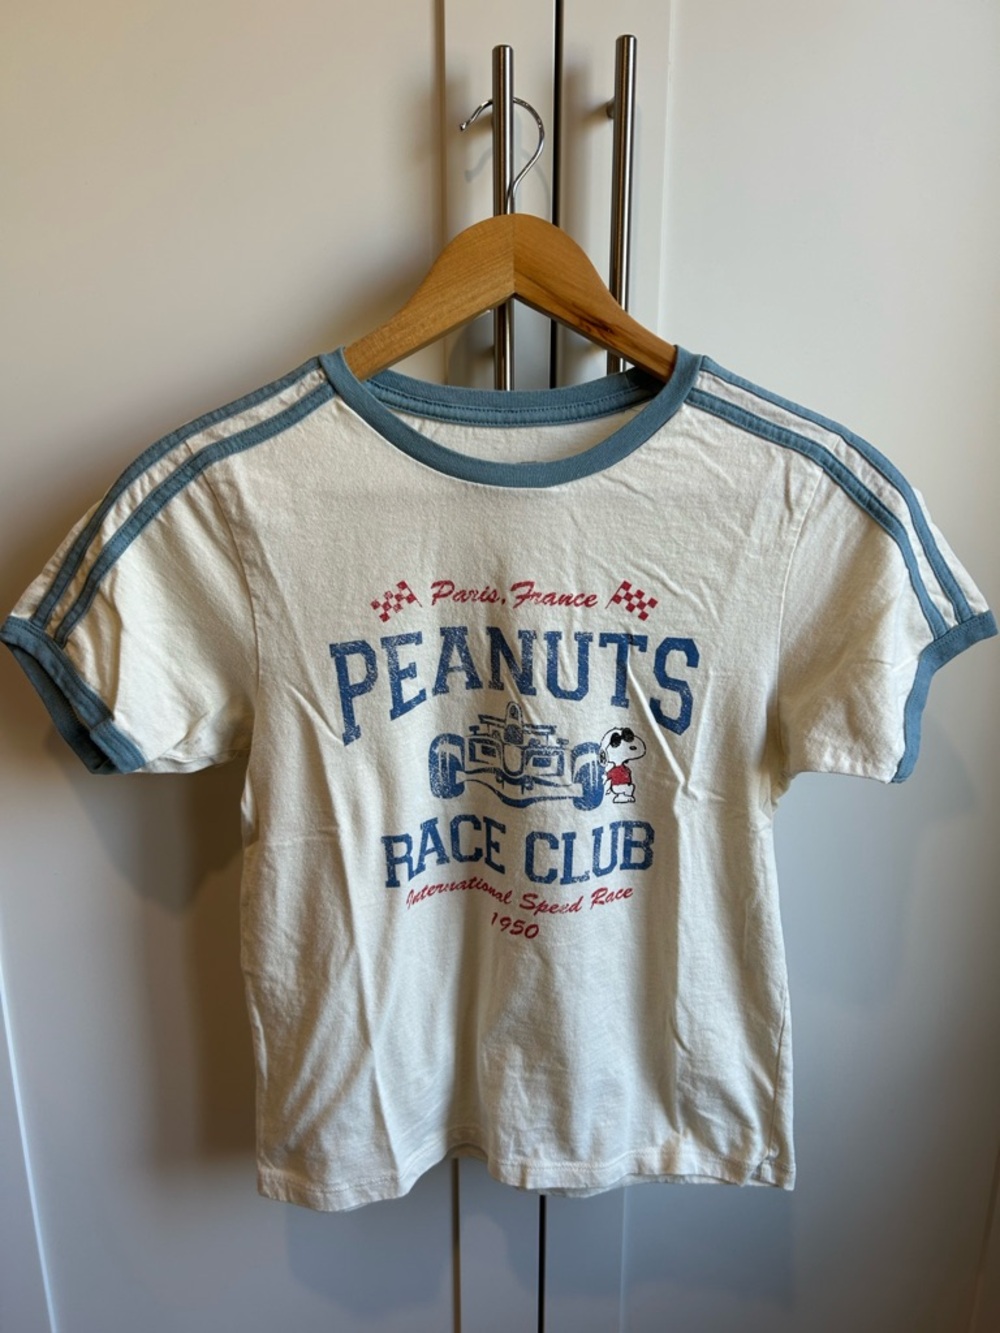 Paris, France
PEANUTS
RACE CLUB
International Speed Race
1950